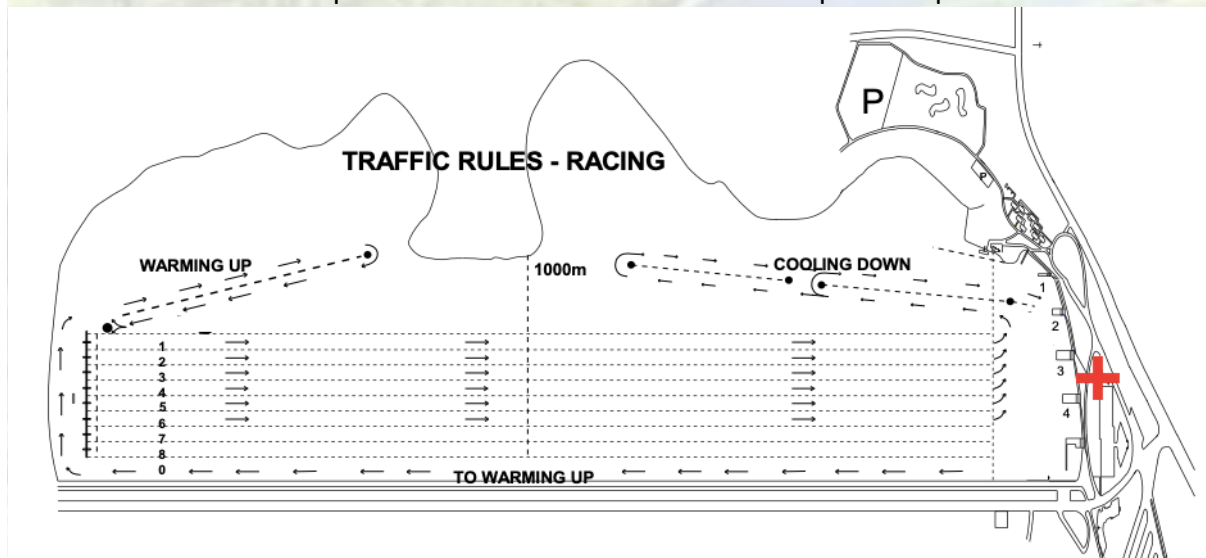 P
TRAFFIC RULES - RACING
P
WARMING UP
1000m
COOLING DOWN
1
2
3
4
1
2
3
4
5
6
7
8
0
TO WARMING UP